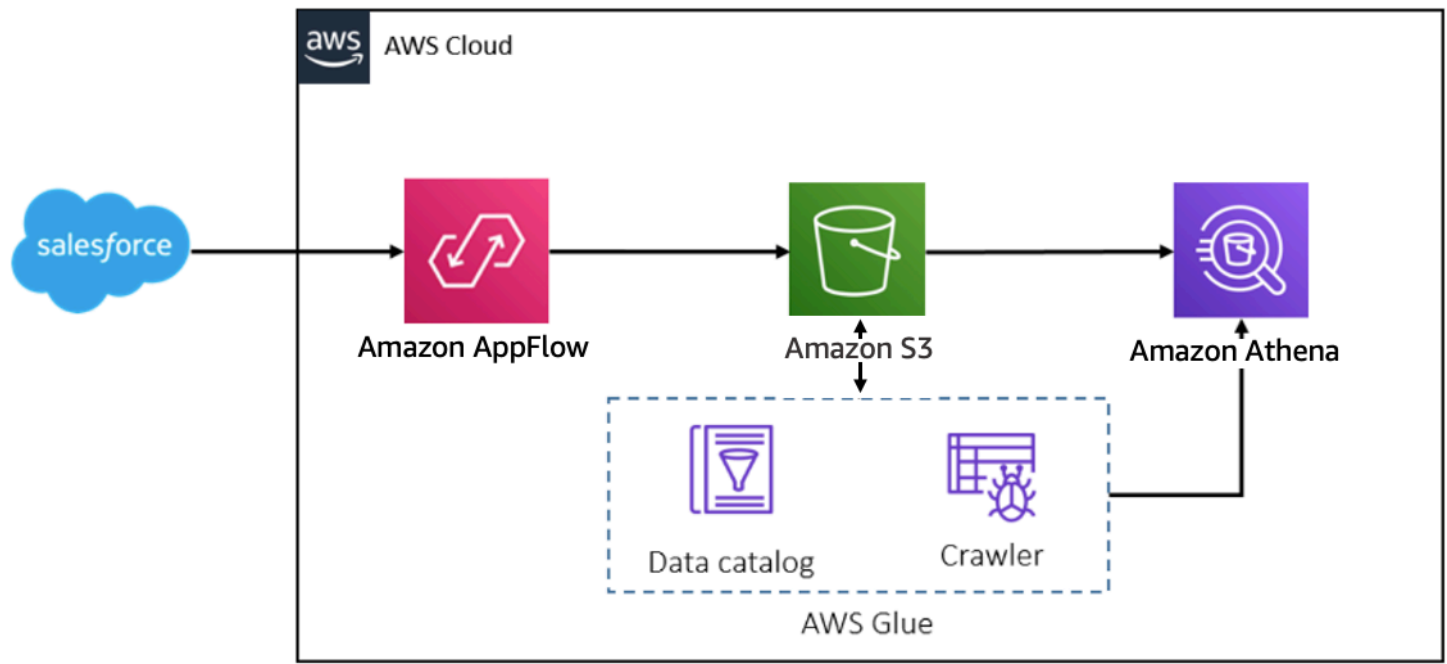 aws
AWS Cloud
salesforce
Amazon AppFlow
Amazon S3
Amazon Athena
Data catalog
Crawler
AWS Glue